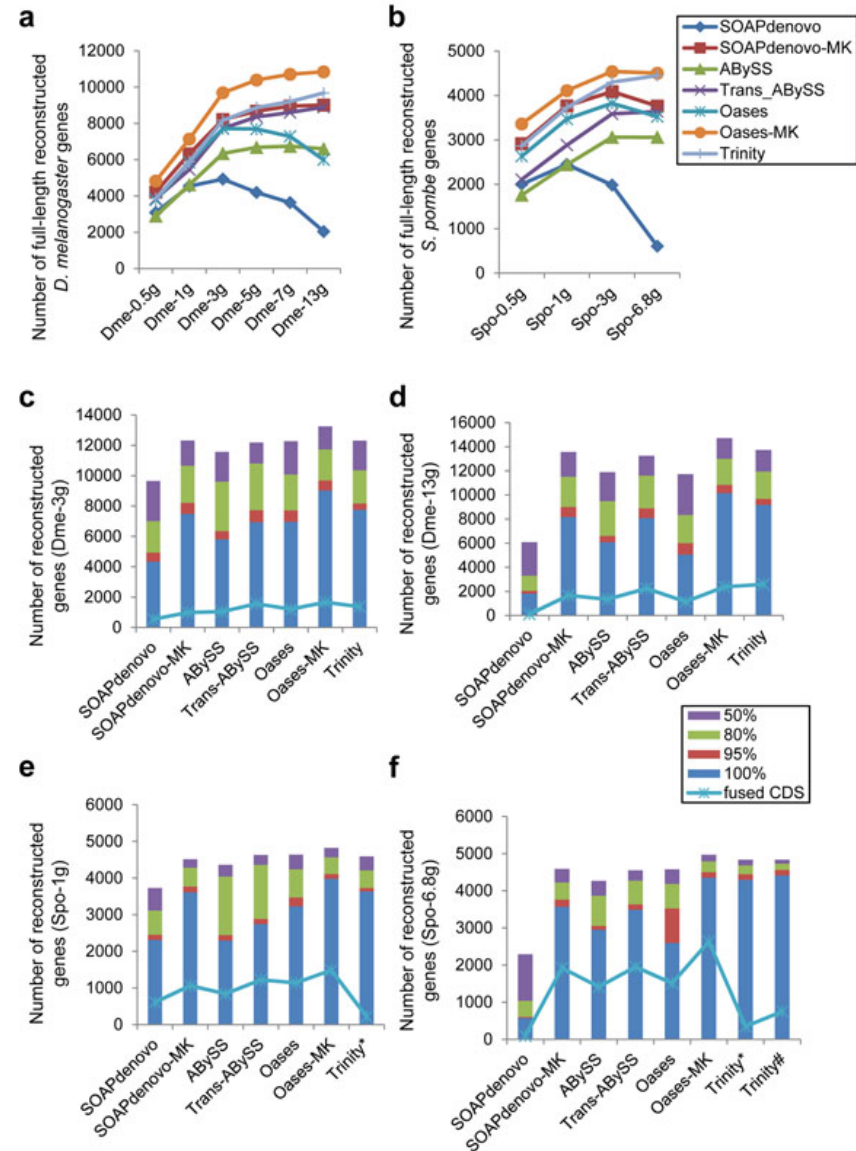 a
Number of full-length reconstructed
D. melanogaster genes
12000
10000
8000
6000
4000
2000
0
Dme-0.5g
Dme-1g
Dme-3g
Dme-5g
Dme-7g
Dme-13g
b
Number of full-length reconstructed
S. pombe genes
5000
4000
3000
2000
1000
0
Spo-0.5g
Spo-1g
Spo-3g
Spo-6.8g
SOAPdenovo
SOAPdenovo-MK
ABySS
Trans_ABySS
Oases
Oases-MK
Trinity
c
Number of reconstructed
genes (Dme-3g)
14000
12000
10000
8000
6000
4000
2000
0
SOAPdenovo
SOAPdenovo-MK
ABySS
Trans-ABySS
Oases
Oases-MK
Trinity
d
Number of reconstructed
genes (Dme-13g)
16000
14000
12000
10000
8000
6000
4000
2000
0
SOAPdenovo
SOAPdenovo-MK
ABySS
Trans-ABySS
Oases
Oases-MK
Trinity
50%
80%
95%
100%
fused CDS
e
Number of reconstructed
genes (Spo-1g)
6000
5000
4000
3000
2000
1000
0
SOAPdenovo
SOAPdenovo-MK
ABySS
Trans-ABySS
Oases
Oases-MK
Trinity*
f
Number of reconstructed
genes (Spo-6.8g)
6000
5000
4000
3000
2000
1000
0
SOAPdenovo
SOAPdenovo-MK
ABySS
Trans-ABySS
Oases
Oases-MK
Trinity*
Trinity#